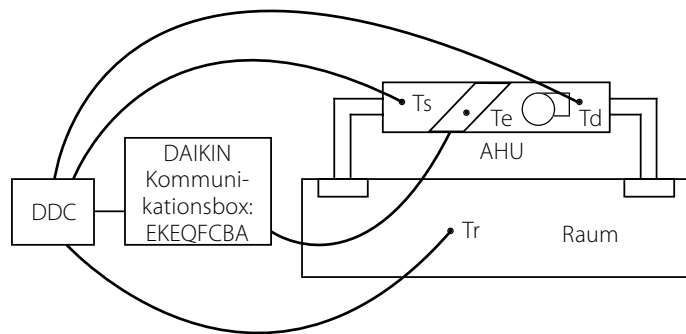 Ts
Te
Td
AHU
DAIKIN
Kommuni-
kationsbox:
EKEQFCBA
DDC
Tr
Raum